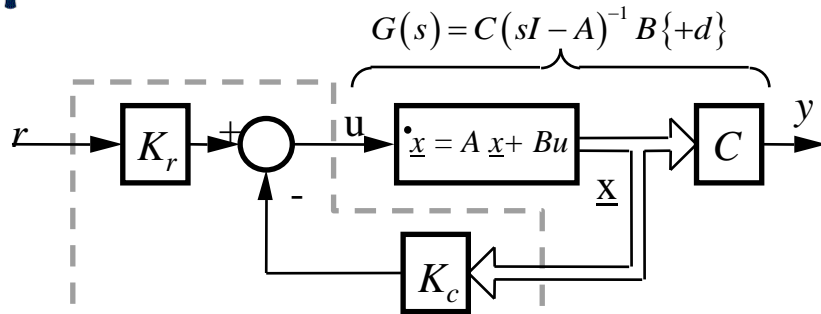 G(s) = C(sI − A)⁻¹ B{+d}
r
K_r
+
-
u
ẋ = A x + Bu
x
C
y
K_c